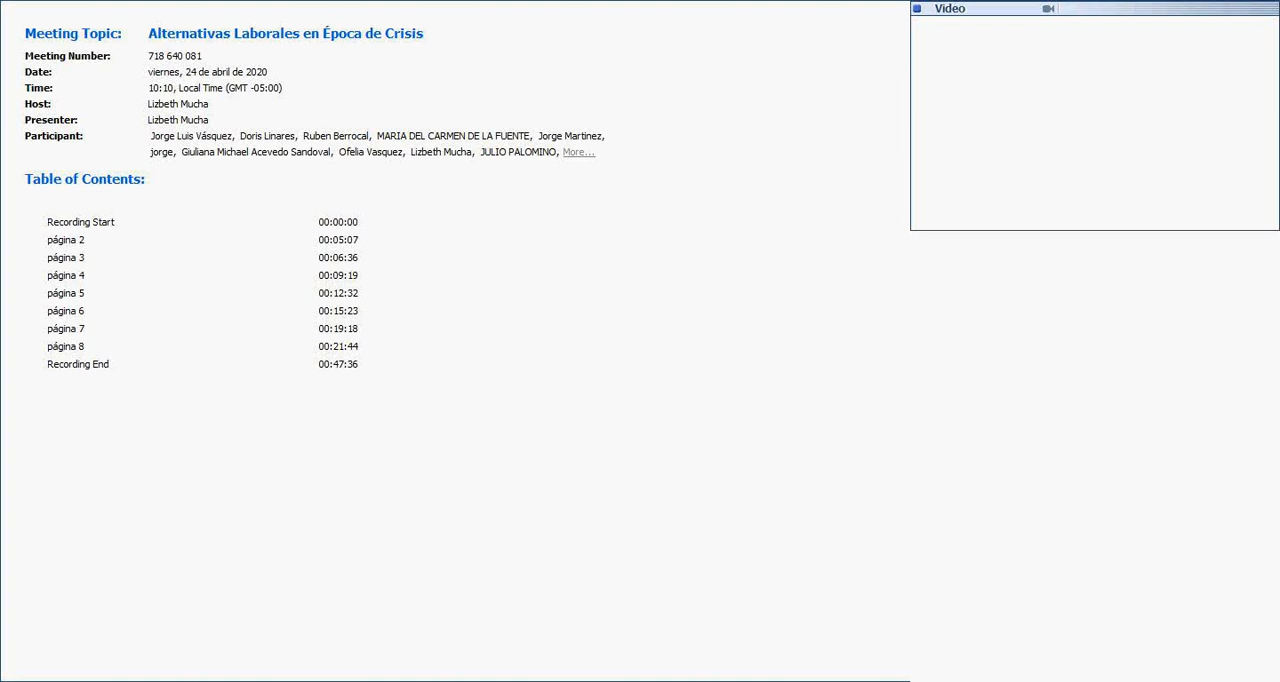 Video
Meeting Topic: Alternativas Laborales en Época de Crisis
Meeting Number: 718 640 081
Date: viernes, 24 de abril de 2020
Time: 10:10, Local Time (GMT -05:00)
Host: Lizbeth Mucha
Presenter: Lizbeth Mucha
Participant: Jorge Luis Vásquez, Doris Linares, Ruben Berrocal, MARIA DEL CARMEN DE LA FUENTE, Jorge Martinez,
jorge, Giuliana Michael Acevedo Sandoval, Ofelia Vasquez, Lizbeth Mucha, JULIO PALOMINO, More...
Table of Contents:
Recording Start 00:00:00
página 2 00:05:07
página 3 00:06:36
página 4 00:09:19
página 5 00:12:32
página 6 00:15:23
página 7 00:19:18
página 8 00:21:44
Recording End 00:47:36